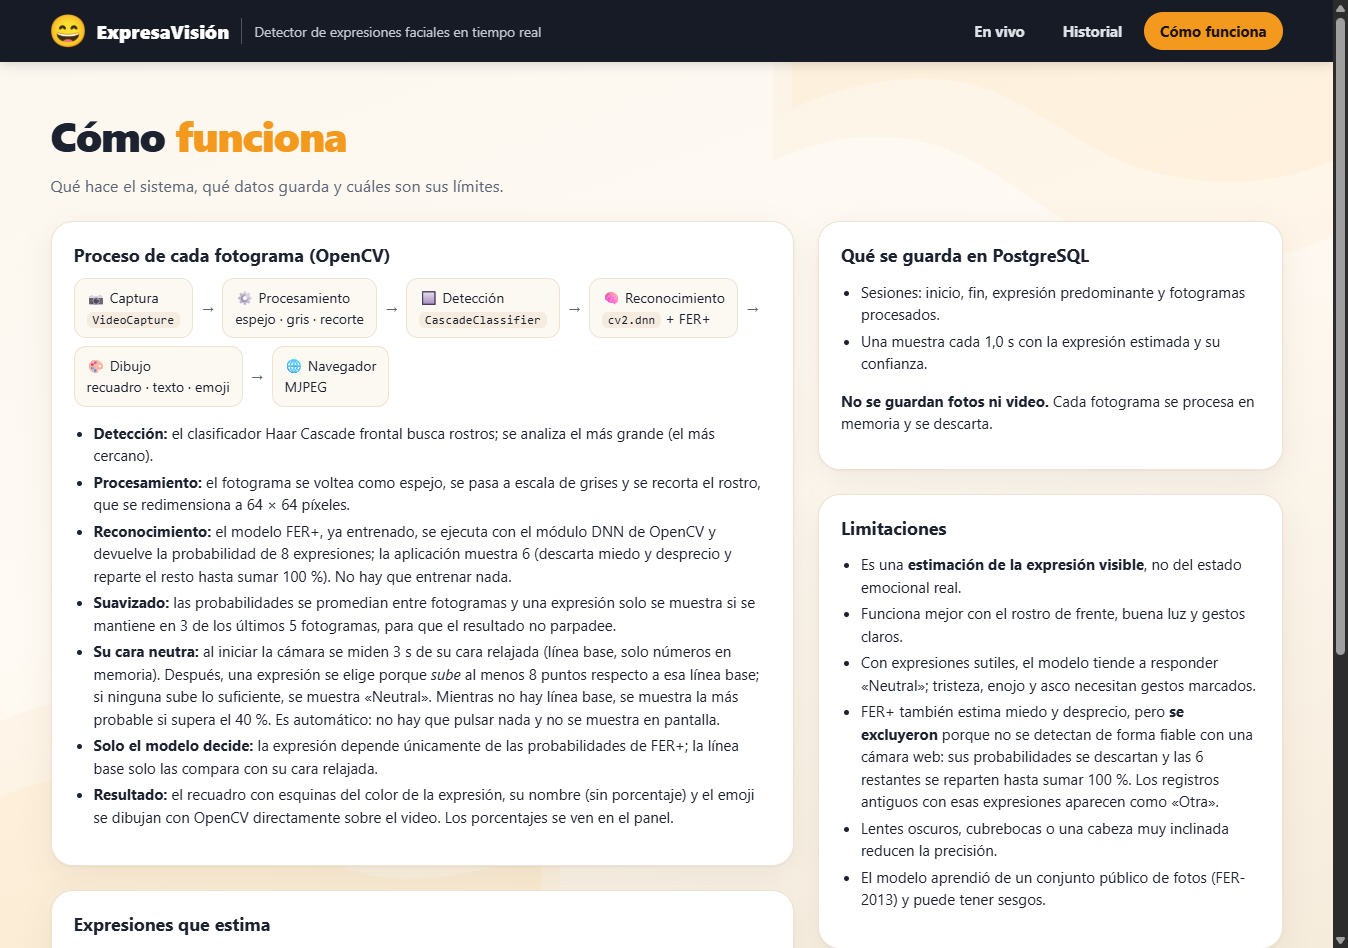 ExpresaVisión
Detector de expresiones faciales en tiempo real
En vivo
Historial
Cómo funciona
Cómo funciona
Qué hace el sistema, qué datos guarda y cuáles son sus límites.
Proceso de cada fotograma (OpenCV)
Captura
VideoCapture
→
Procesamiento
espejo · gris · recorte
→
Detección
CascadeClassifier
→
Reconocimiento
cv2.dnn + FER+
→
Dibujo
recuadro · texto · emoji
→
Navegador
MJPEG
• Detección: el clasificador Haar Cascade frontal busca rostros; se analiza el más grande (el más
cercano).
• Procesamiento: el fotograma se voltea como espejo, se pasa a escala de grises y se recorta el rostro,
que se redimensiona a 64 × 64 píxeles.
• Reconocimiento: el modelo FER+, ya entrenado, se ejecuta con el módulo DNN de OpenCV y
devuelve la probabilidad de 8 expresiones; la aplicación muestra 6 (descarta miedo y desprecio y
reparte el resto hasta sumar 100 %). No hay que entrenar nada.
• Suavizado: las probabilidades se promedian entre fotogramas y una expresión solo se muestra si se
mantiene en 3 de los últimos 5 fotogramas, para que el resultado no parpadee.
• Su cara neutra: al iniciar la cámara se miden 3 s de su cara relajada (línea base, solo números en
memoria). Después, una expresión se elige porque sube al menos 8 puntos respecto a esa línea base;
si ninguna sube lo suficiente, se muestra «Neutral». Mientras no hay línea base, se muestra la más
probable si supera el 40 %. Es automático: no hay que pulsar nada y no se muestra en pantalla.
• Solo el modelo decide: la expresión depende únicamente de las probabilidades de FER+; la línea
base solo las compara con su cara relajada.
• Resultado: el recuadro con esquinas del color de la expresión, su nombre (sin porcentaje) y el emoji
se dibujan con OpenCV directamente sobre el video. Los porcentajes se ven en el panel.
Expresiones que estima
Qué se guarda en PostgreSQL
• Sesiones: inicio, fin, expresión predominante y fotogramas
procesados.
• Una muestra cada 1,0 s con la expresión estimada y su
confianza.
No se guardan fotos ni video. Cada fotograma se procesa en
memoria y se descarta.
Limitaciones
• Es una estimación de la expresión visible, no del estado
emocional real.
• Funciona mejor con el rostro de frente, buena luz y gestos
claros.
• Con expresiones sutiles, el modelo tiende a responder
«Neutral»; tristeza, enojo y asco necesitan gestos marcados.
• FER+ también estima miedo y desprecio, pero se
excluyeron porque no se detectan de forma fiable con una
cámara web: sus probabilidades se descartan y las 6
restantes se reparten hasta sumar 100 %. Los registros
antiguos con esas expresiones aparecen como «Otra».
• Lentes oscuros, cubrebocas o una cabeza muy inclinada
reducen la precisión.
• El modelo aprendió de un conjunto público de fotos (FER-
2013) y puede tener sesgos.